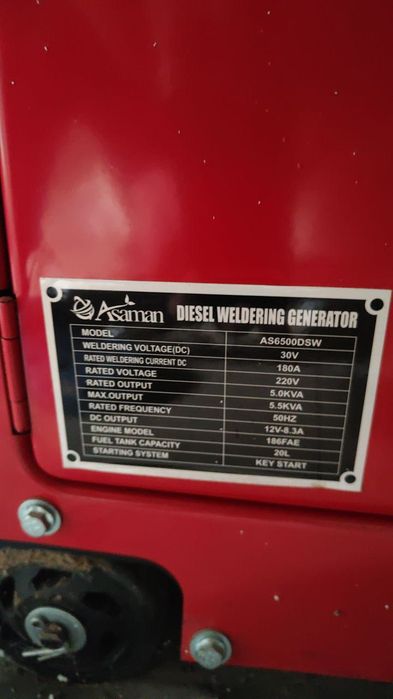 Asaman DIESEL WELDERING GENERATOR
MODEL AS6500DSW
WELDERING VOLTAGE(DC) 30V
RATED WELDERING CURRENT DC 180A
RATED VOLTAGE 220V
RATED OUTPUT 5.0KVA
MAX.OUTPUT 5.5KVA
RATED FREQUENCY 50HZ
DC OUTPUT 12V-8.3A
ENGINE MODEL 186FAE
FUEL TANK CAPACITY 20L
STARTING SYSTEM KEY START